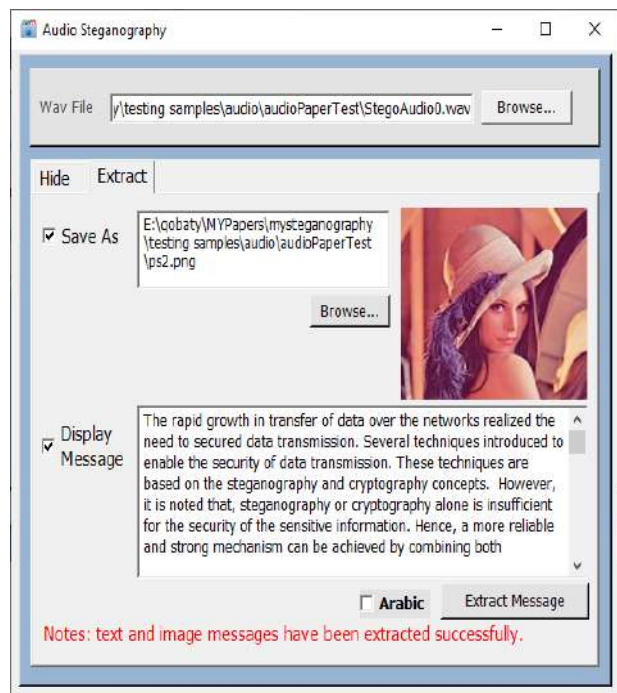 Audio Steganography
Wav File y\testing samples\audio\audioPaperTest\StegoAudio0.wav Browse...
Hide Extract
Save As
E:\qobaty\MYPapers\mysteganography
\testing samples\audio\audioPaperTest
\ps2.png
Browse...
Display
Message
The rapid growth in transfer of data over the networks realized the
need to secured data transmission. Several techniques introduced to
enable the security of data transmission. These techniques are
based on the steganography and cryptography concepts.  However,
it is noted that, steganography or cryptography alone is insufficient
for the security of the sensitive information. Hence, a more reliable
and strong mechanism can be achieved by combining both
Arabic Extract Message
Notes: text and image messages have been extracted successfully.